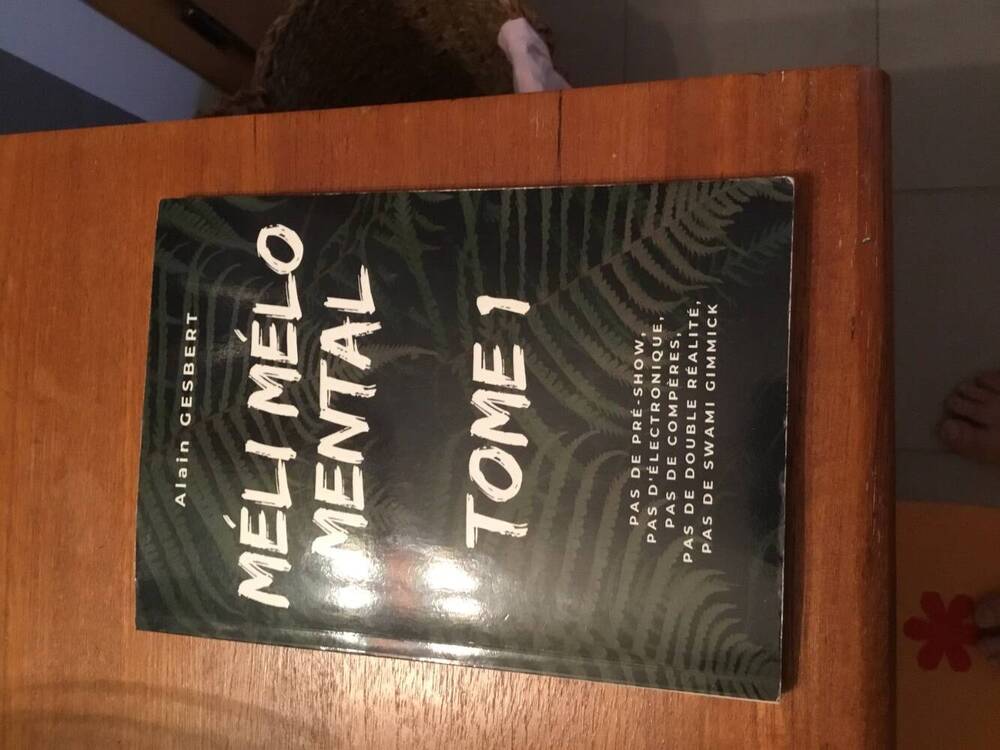 Alain GESBERT
MÉLI MÉLO
MENTAL
TOME 1
PAS DE PRÉ-SHOW,
PAS D'ÉLECTRONIQUE,
PAS DE COMPÈRES,
PAS DE DOUBLE RÉALITÉ,
PAS DE SWAMI GIMMICK